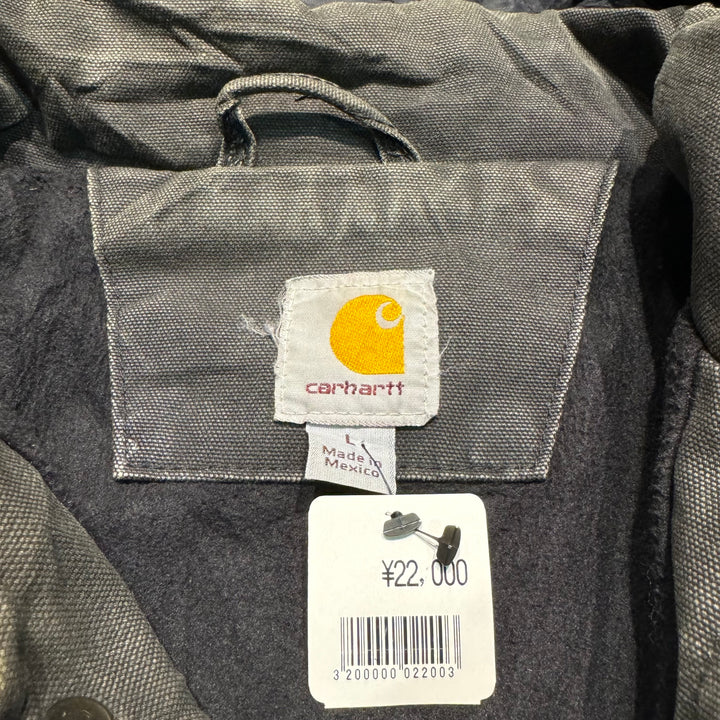 carhartt
L
Made in
Mexico
¥22,000
3 200000 022003